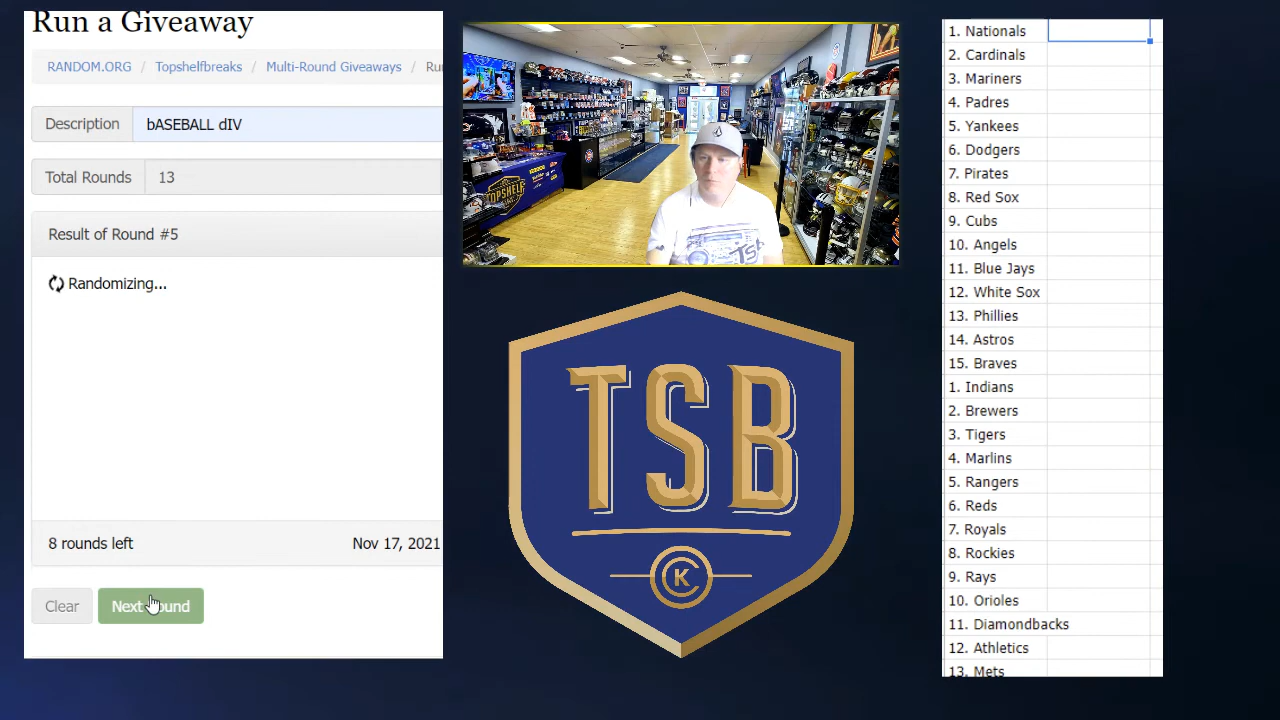 Run a Giveaway
RANDOM.ORG / Topshelfbreaks / Multi-Round Giveaways / Ru
Description bASEBALL dIV
Total Rounds 13
Result of Round #5
Randomizing...
8 rounds left Nov 17, 2021
Clear Next Round
TOPSHELF
TSB
CK
1. Nationals
2. Cardinals
3. Mariners
4. Padres
5. Yankees
6. Dodgers
7. Pirates
8. Red Sox
9. Cubs
10. Angels
11. Blue Jays
12. White Sox
13. Phillies
14. Astros
15. Braves
1. Indians
2. Brewers
3. Tigers
4. Marlins
5. Rangers
6. Reds
7. Royals
8. Rockies
9. Rays
10. Orioles
11. Diamondbacks
12. Athletics
13. Mets